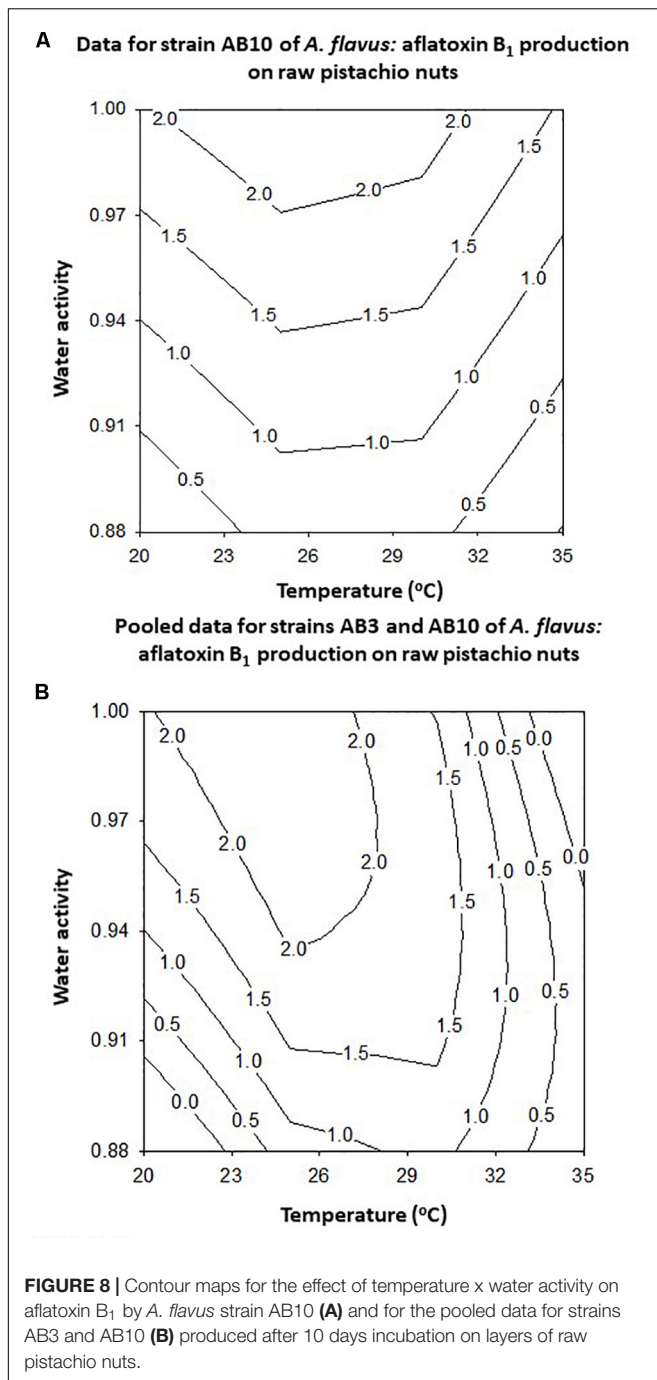 A Data for strain AB10 of A. flavus: aflatoxin B₁ production
on raw pistachio nuts
1.00
0.97
0.94
0.91
0.88
Water activity
2.0 2.0
1.5
2.0 2.0
1.5 1.5
1.5 1.5
1.0 1.0
1.0 1.0
0.5
0.5 0.5
20 23 26 29 32 35
Temperature (ºC)
Pooled data for strains AB3 and AB10 of A. flavus:
aflatoxin B₁ production on raw pistachio nuts
B
1.00
0.97
0.94
0.91
0.88
Water activity
2.0 2.0 1.5 1.0 0.5 0.0
2.0 2.0 1.0 0.5 0.0
1.5 1.5
1.0 2.0
0.5 1.5 1.0 0.5
1.0 1.5 1.5
0.0 0.5 1.0 1.0 0.5
20 23 26 29 32 35
Temperature (ºC)
FIGURE 8 | Contour maps for the effect of temperature x water activity on
aflatoxin B₁ by A. flavus strain AB10 (A) and for the pooled data for strains
AB3 and AB10 (B) produced after 10 days incubation on layers of raw
pistachio nuts.